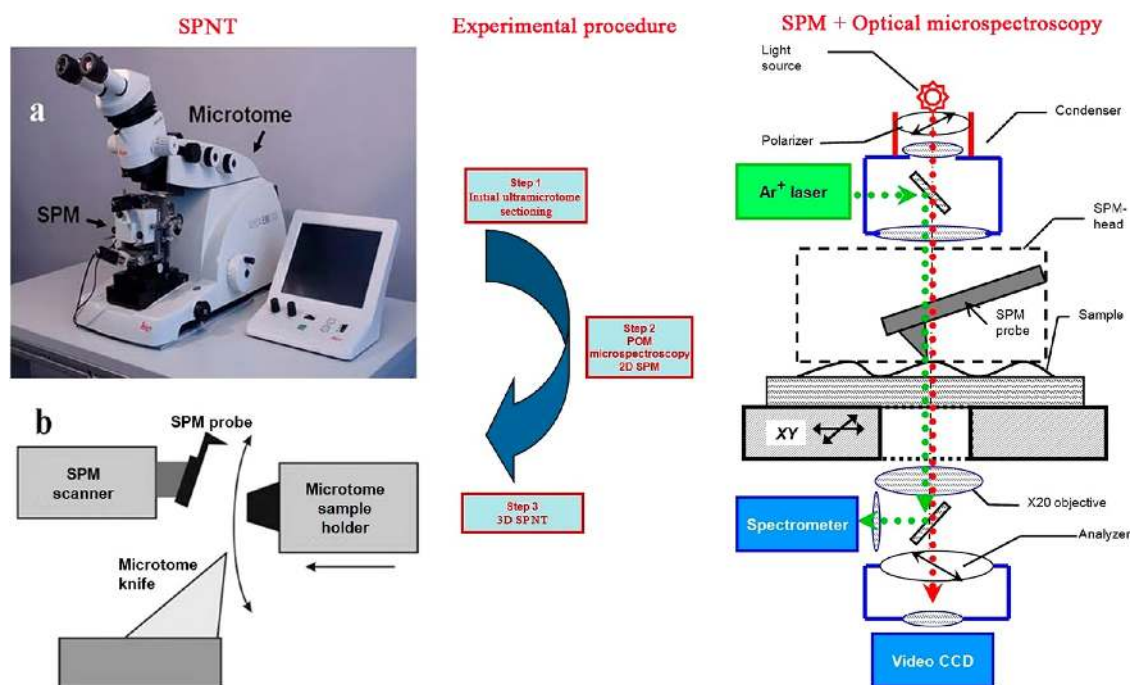 SPNT
Experimental procedure
SPM + Optical microspectroscopy
a
Microtome
SPM
b
SPM probe
SPM
scanner
Microtome
sample
holder
Microtome
knife
Step 1
Initial ultramicrotome
sectioning
Step 2
POM
microspectroscopy
2D SPM
Step 3
3D SPNT
Light
source
Polarizer
Condenser
Ar+ laser
SPM-
head
SPM
probe
Sample
XY
X20 objective
Spectrometer
Analyzer
Video CCD